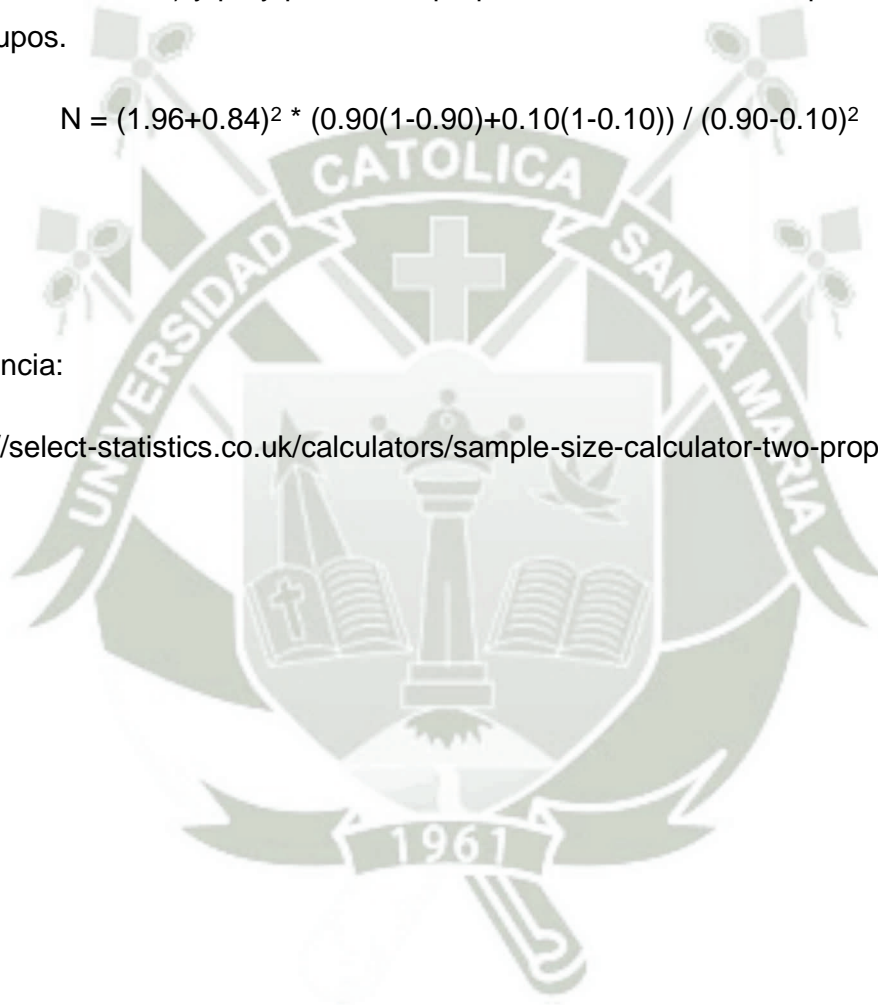 upos.
N = (1.96+0.84)² * (0.90(1-0.90)+0.10(1-0.10)) / (0.90-0.10)²
CATOLICA
UNIVERSIDAD
SANTA MARIA
ncia:
//select-statistics.co.uk/calculators/sample-size-calculator-two-prop
1961